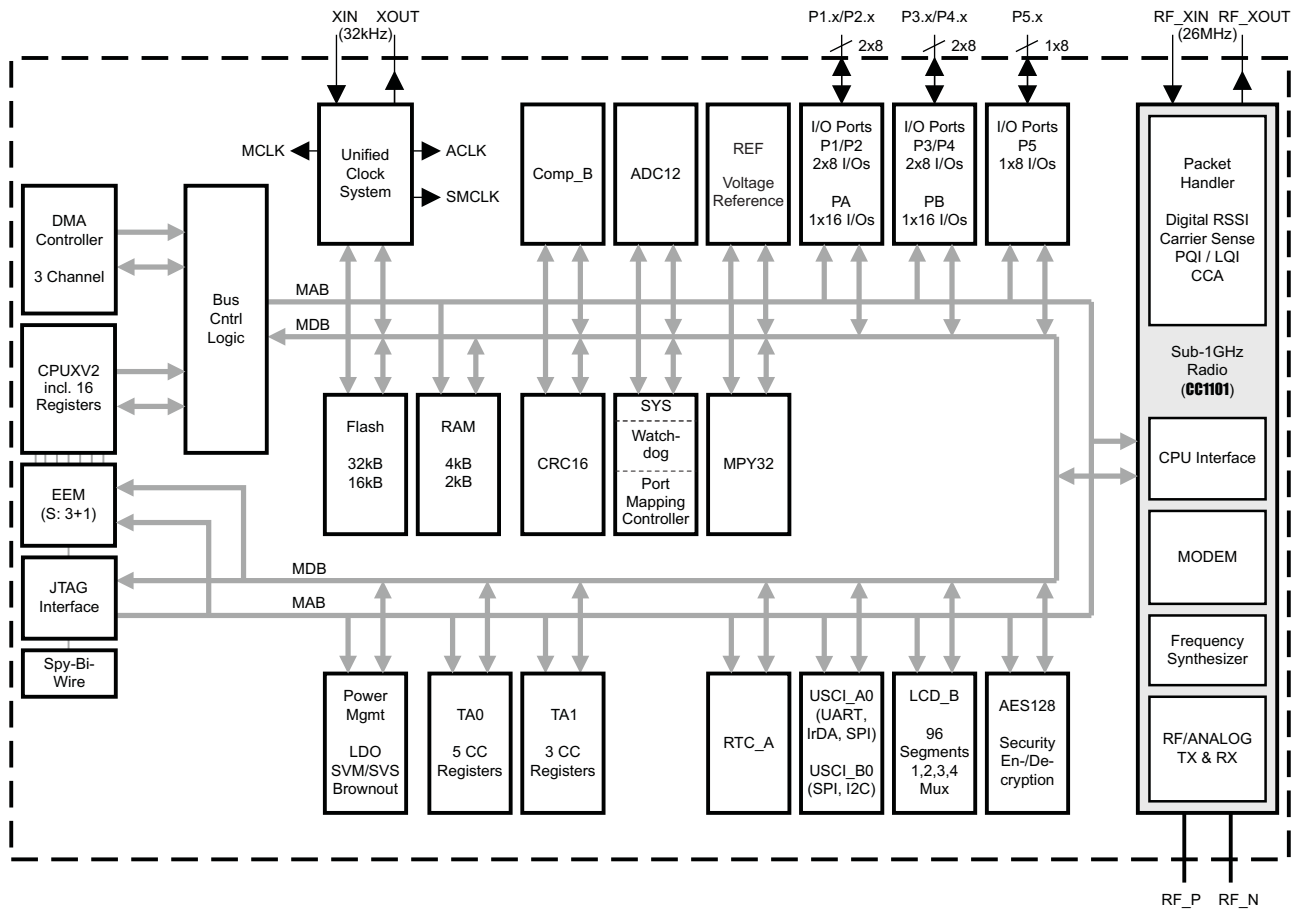 XIN XOUT
(32kHz)
P1.x/P2.x
2x8
P3.x/P4.x
2x8
P5.x
1x8
RF_XIN RF_XOUT
(26MHz)
MCLK
Unified
Clock
System
ACLK
SMCLK
Comp_B
ADC12
REF
Voltage
Reference
I/O Ports
P1/P2
2x8 I/Os
PA
1x16 I/Os
I/O Ports
P3/P4
2x8 I/Os
PB
1x16 I/Os
I/O Ports
P5
1x8 I/Os
Packet
Handler
Digital RSSI
Carrier Sense
PQI / LQI
CCA
DMA
Controller
3 Channel
Bus
Cntrl
Logic
MAB
MDB
CPUXV2
incl. 16
Registers
Flash
32kB
16kB
RAM
4kB
2kB
CRC16
SYS
Watch-
dog
Port
Mapping
Controller
MPY32
Sub-1GHz
Radio
(CC1101)
CPU Interface
EEM
(S: 3+1)
JTAG
Interface
Spy-Bi-
Wire
MDB
MAB
MODEM
Frequency
Synthesizer
RF/ANALOG
TX & RX
Power
Mgmt
LDO
SVM/SVS
Brownout
TA0
5 CC
Registers
TA1
3 CC
Registers
RTC_A
USCI_A0
(UART,
IrDA, SPI)
USCI_B0
(SPI, I2C)
LCD_B
96
Segments
1,2,3,4
Mux
AES128
Security
En-/De-
cryption
RF_P RF_N